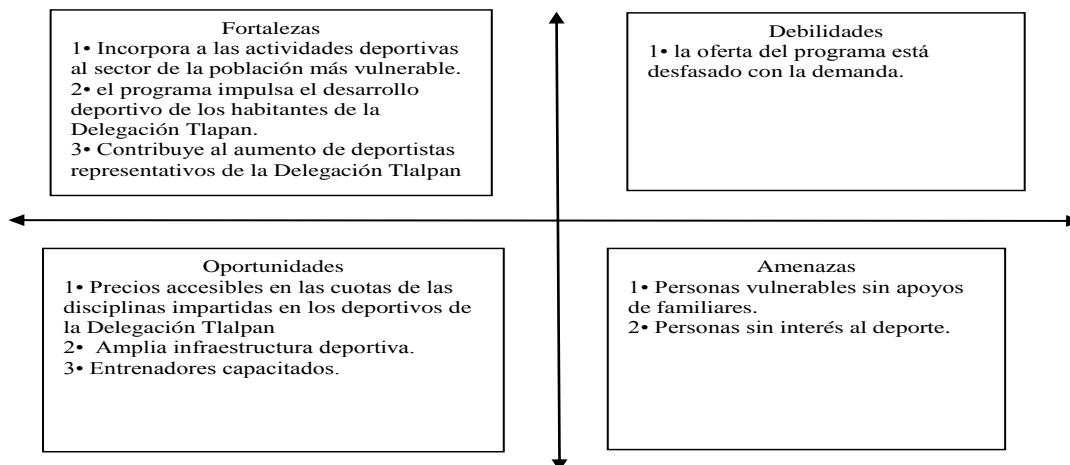 Fortalezas
1• Incorpora a las actividades deportivas
al sector de la población más vulnerable.
2• el programa impulsa el desarrollo
deportivo de los habitantes de la
Delegación Tlapan.
3• Contribuye al aumento de deportistas
representativos de la Delegación Tlalpan
Debilidades
1• la oferta del programa está
desfasado con la demanda.
Oportunidades
1• Precios accesibles en las cuotas de las
disciplinas impartidas en los deportivos de
la Delegación Tlalpan
2•  Amplia infraestructura deportiva.
3• Entrenadores capacitados.
Amenazas
1• Personas vulnerables sin apoyos
de familiares.
2• Personas sin interés al deporte.